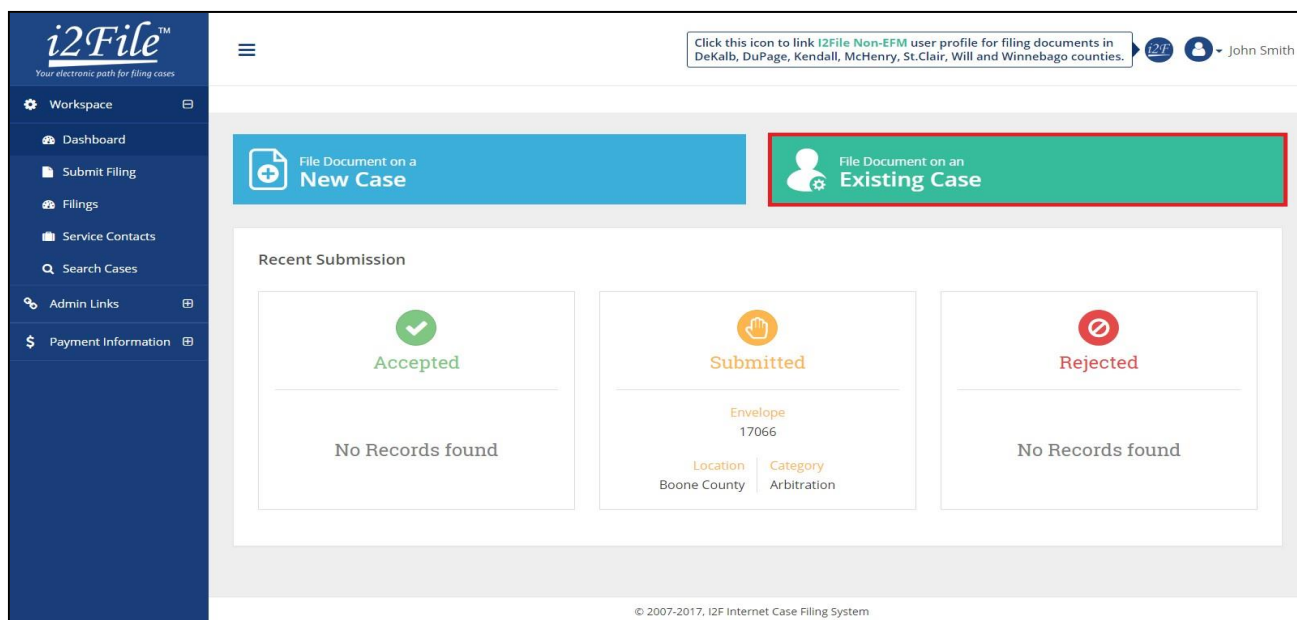 i2File™
Your electronic path for filing cases
Click this icon to link I2File Non-EFM user profile for filing documents in
DeKalb, DuPage, Kendall, McHenry, St.Clair, Will and Winnebago counties.
i2F
John Smith
Workspace
Dashboard
Submit Filing
Filings
Service Contacts
Search Cases
Admin Links
$ Payment Information
File Document on a
New Case
File Document on an
Existing Case
Recent Submission
Accepted
No Records found
Submitted
Envelope
17066
Location Category
Boone County Arbitration
Rejected
No Records found
© 2007-2017, I2F Internet Case Filing System